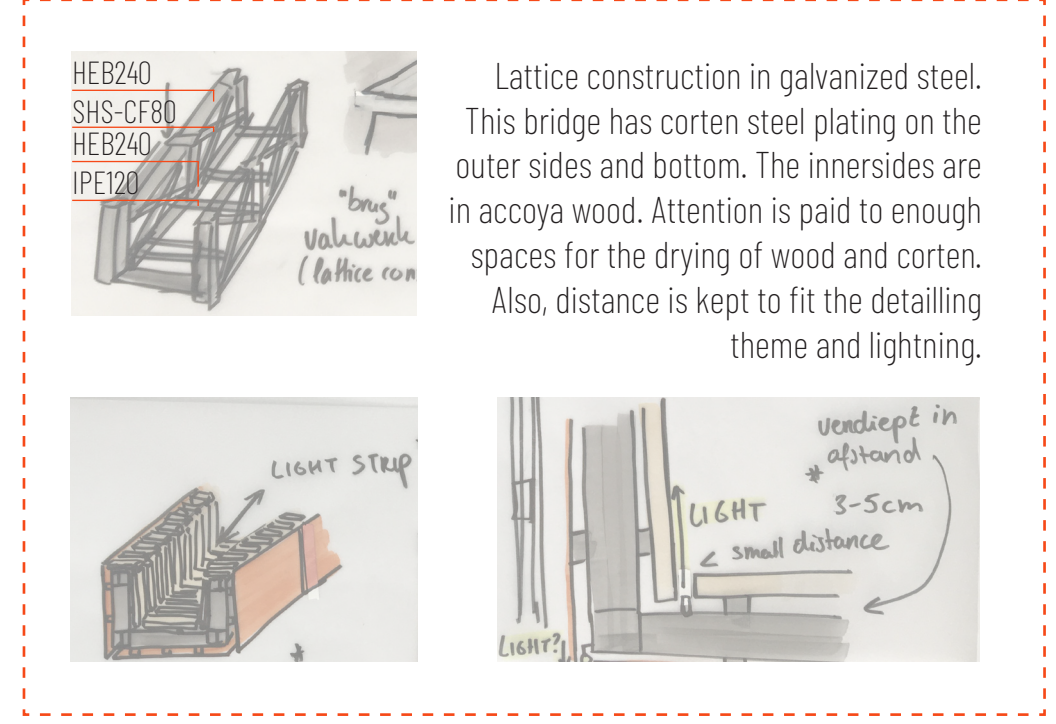 HEB240
SHS-CF80
HEB240
IPE120
"brug"
Vakwerk
(lattice con
Lattice construction in galvanized steel.
This bridge has corten steel plating on the
outer sides and bottom. The innersides are
in accoya wood. Attention is paid to enough
spaces for the drying of wood and corten.
Also, distance is kept to fit the detailling
theme and lightning.
LIGHT STRIP
*
verdiept in
afstand
*
3-5cm
LIGHT
small distance
LIGHT?